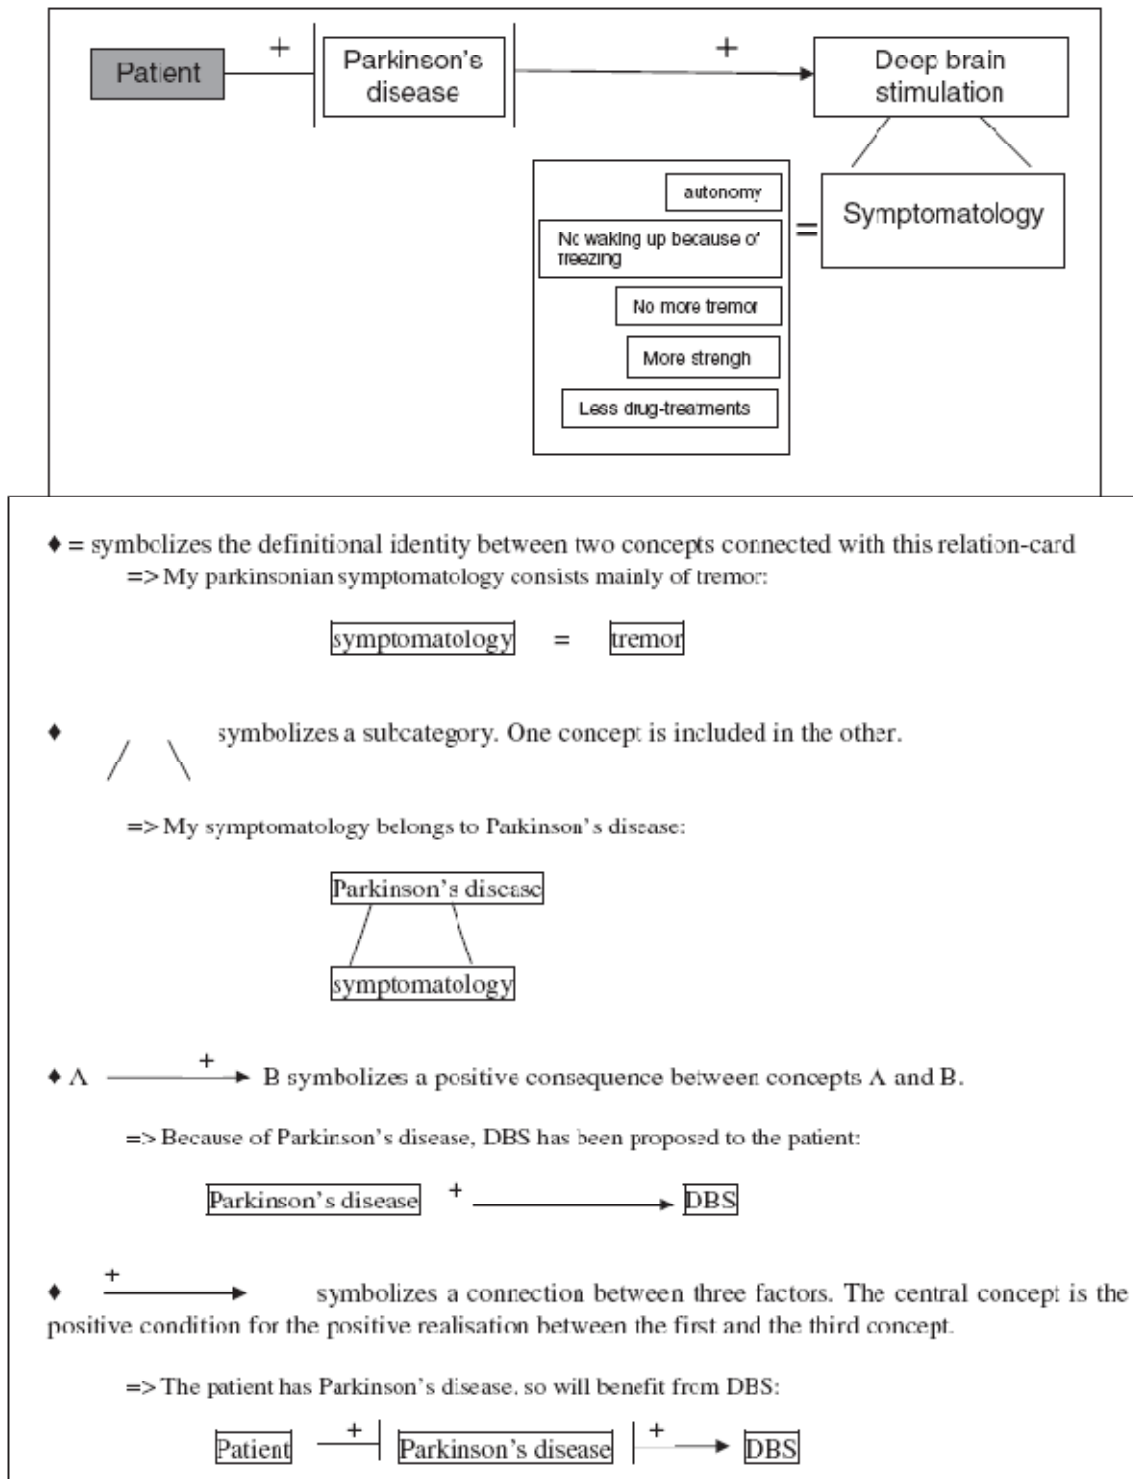 Patient + Parkinson's disease + Deep brain stimulation
autonomy
No waking up because of
freezing
=
Symptomatology
No more tremor
More strengh
Less drug-treatments
♦ = symbolizes the definitional identity between two concepts connected with this relation-card
=> My parkinsonian symptomatology consists mainly of tremor:
symptomatology = tremor
♦ symbolizes a subcategory. One concept is included in the other.
=> My symptomatology belongs to Parkinson's disease:
Parkinson's disease
symptomatology
♦ A + B symbolizes a positive consequence between concepts A and B.
=> Because of Parkinson's disease, DBS has been proposed to the patient:
Parkinson's disease + DBS
♦ + symbolizes a connection between three factors. The central concept is the
positive condition for the positive realisation between the first and the third concept.
=> The patient has Parkinson's disease, so will benefit from DBS:
Patient + Parkinson's disease + DBS